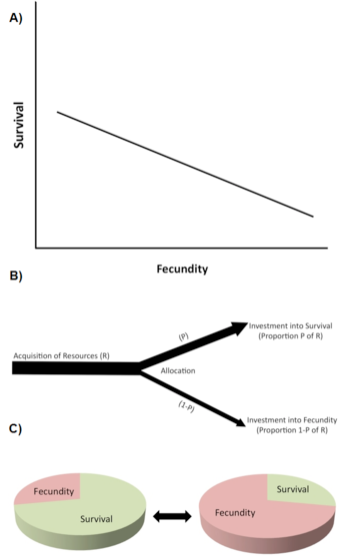 A)
Survival
Fecundity
B)
Investment into Survival
(Proportion P of R)
(P)
Acquisition of Resources (R)
Allocation
(1-P)
Investment into Fecundity
(Proportion 1-P of R)
C)
Fecundity
Survival
Survival
Fecundity